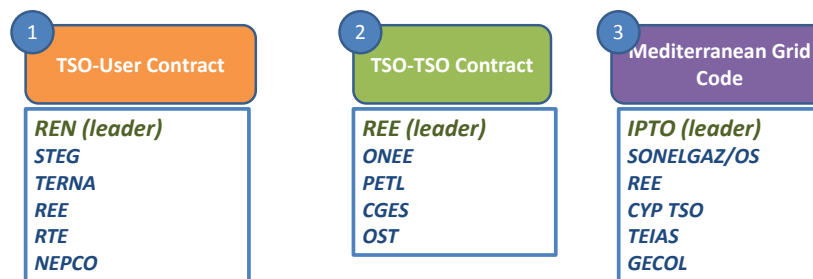 1
TSO-User Contract
REN (leader)
STEG
TERNA
REE
RTE
NEPCO
2
TSO-TSO Contract
REE (leader)
ONEE
PETL
CGES
OST
3
Mediterranean Grid
Code
IPTO (leader)
SONELGAZ/OS
REE
CYP TSO
TEIAS
GECOL